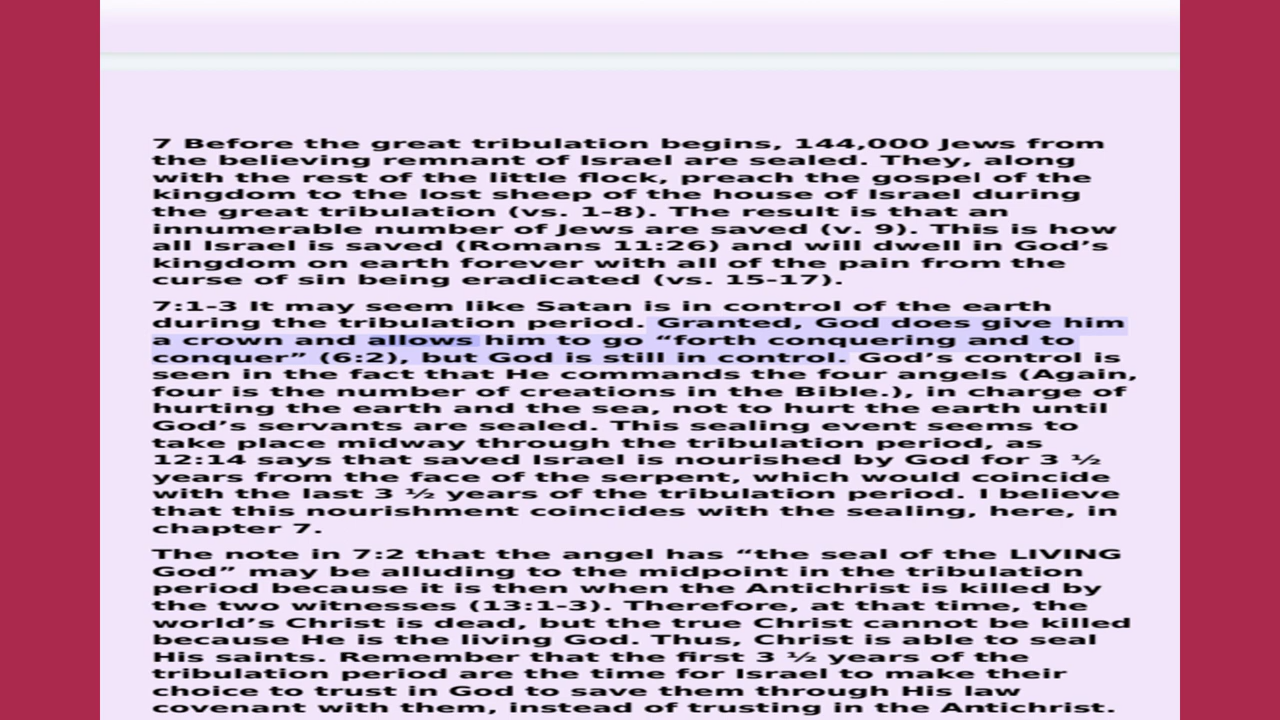 7 Before the great tribulation begins, 144,000 Jews from
the believing remnant of Israel are sealed. They, along
with the rest of the little flock, preach the gospel of the
kingdom to the lost sheep of the house of Israel during
the great tribulation (vs. 1-8). The result is that an
innumerable number of Jews are saved (v. 9). This is how
all Israel is saved (Romans 11:26) and will dwell in God’s
kingdom on earth forever with all of the pain from the
curse of sin being eradicated (vs. 15-17).
7:1-3 It may seem like Satan is in control of the earth
during the tribulation period. Granted, God does give him
a crown and allows him to go “forth conquering and to
conquer” (6:2), but God is still in control. God’s control is
seen in the fact that He commands the four angels (Again,
four is the number of creations in the Bible.), in charge of
hurting the earth and the sea, not to hurt the earth until
God’s servants are sealed. This sealing event seems to
take place midway through the tribulation period, as
12:14 says that saved Israel is nourished by God for 3 ½
years from the face of the serpent, which would coincide
with the last 3 ½ years of the tribulation period. I believe
that this nourishment coincides with the sealing, here, in
chapter 7.
The note in 7:2 that the angel has “the seal of the LIVING
God” may be alluding to the midpoint in the tribulation
period because it is then when the Antichrist is killed by
the two witnesses (13:1-3). Therefore, at that time, the
world’s Christ is dead, but the true Christ cannot be killed
because He is the living God. Thus, Christ is able to seal
His saints. Remember that the first 3 ½ years of the
tribulation period are the time for Israel to make their
choice to trust in God to save them through His law
covenant with them, instead of trusting in the Antichrist.